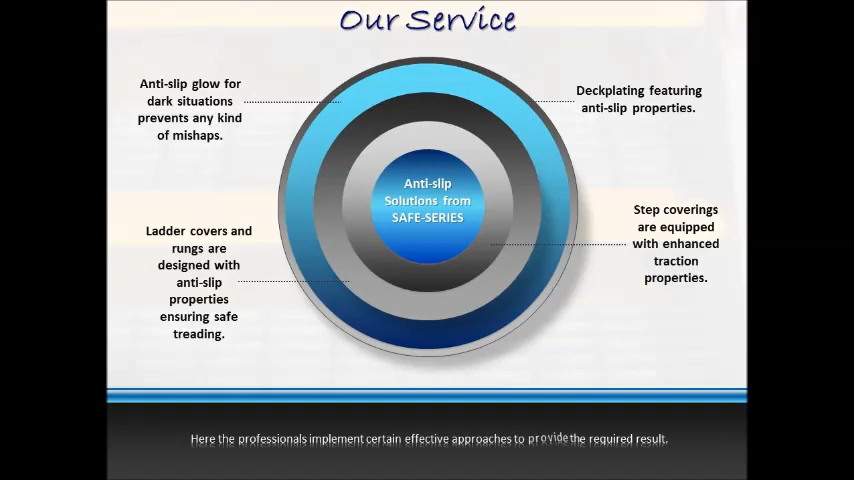 Our Service
Anti-slip glow for
dark situations
prevents any kind
of mishaps.
Deckplating featuring
anti-slip properties.
Anti-slip
Solutions from
SAFE-SERIES
Ladder covers and
rungs are
designed with
anti-slip
properties
ensuring safe
treading.
Step coverings
are equipped
with enhanced
traction
properties.
Here the professionals implement certain effective approaches to provide the required result.